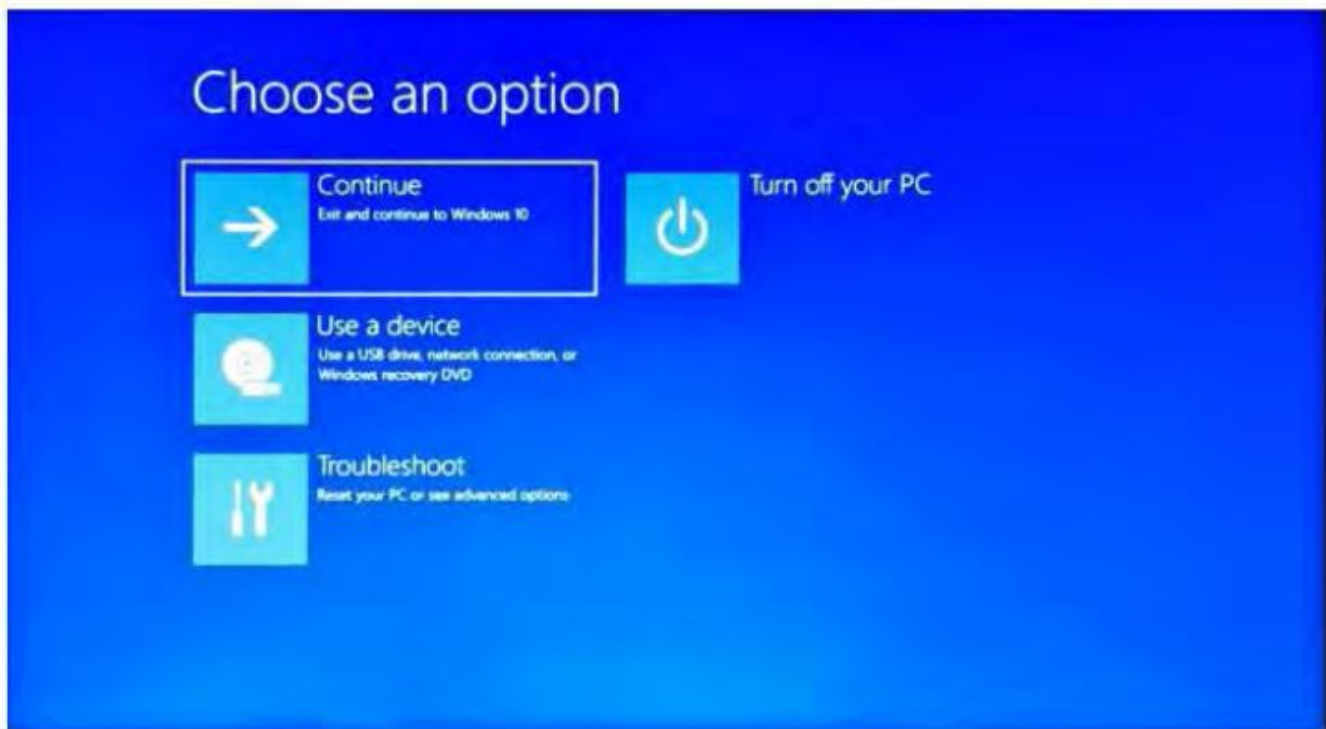 Choose an option
Continue
Exit and continue to Windows 10
Turn off your PC
Use a device
Use a USB drive, network connection, or
Windows recovery DVD
Troubleshoot
Reset your PC or see advanced options